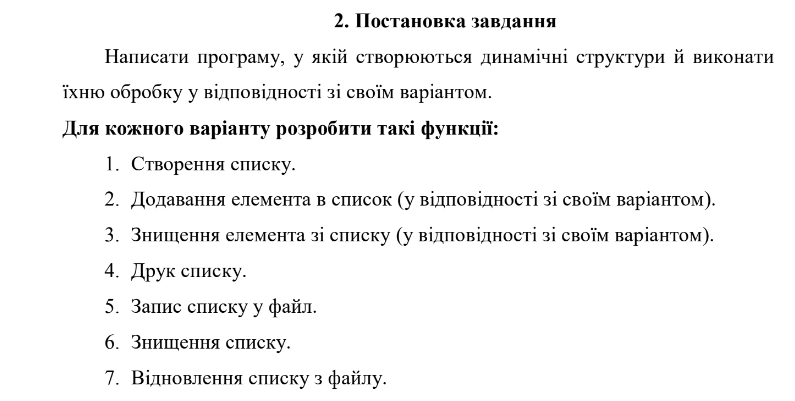 2. Постановка завдання
Написати програму, у якій створюються динамічні структури й виконати
їхню обробку у відповідності зі своїм варіантом.
Для кожного варіанту розробити такі функції:
1. Створення списку.
2. Додавання елемента в список (у відповідності зі своїм варіантом).
3. Знищення елемента зі списку (у відповідності зі своїм варіантом).
4. Друк списку.
5. Запис списку у файл.
6. Знищення списку.
7. Відновлення списку з файлу.